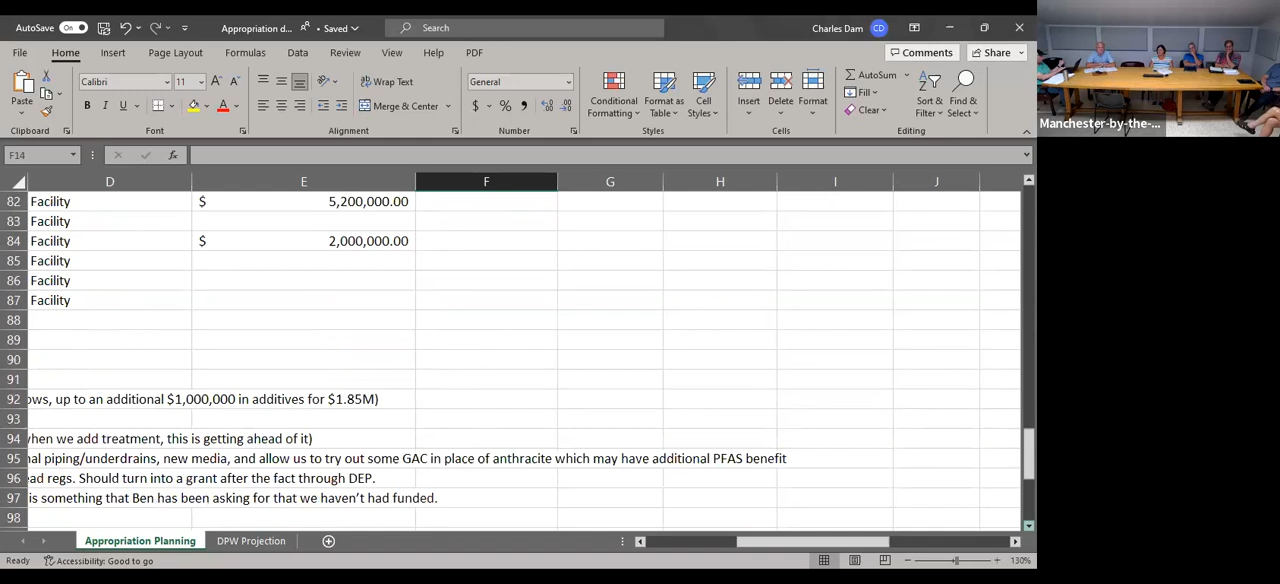 AutoSave On Appropriation d... • Saved Search Charles Dam CD
File Home Insert Page Layout Formulas Data Review View Help PDF Comments Share
Paste Calibri 11 A A Wrap Text General Conditional Formatting Format as Table Cell Styles Insert Delete Format AutoSum Fill Clear Sort & Filter Find & Select
B I U A Merge & Center $ % ,
Clipboard Font Alignment Number Styles Cells Editing
Manchester-by-the-...
F14 fx
D E F G H I J
82 Facility $ 5,200,000.00
83 Facility
84 Facility $ 2,000,000.00
85 Facility
86 Facility
87 Facility
88
89
90
91
92 ows, up to an additional $1,000,000 in additives for $1.85M)
93
94 when we add treatment, this is getting ahead of it)
95 nal piping/underdrains, new media, and allow us to try out some GAC in place of anthracite which may have additional PFAS benefit
96 ead regs. Should turn into a grant after the fact through DEP.
97 is something that Ben has been asking for that we haven't had funded.
98
Appropriation Planning DPW Projection
Ready Accessibility: Good to go 130%